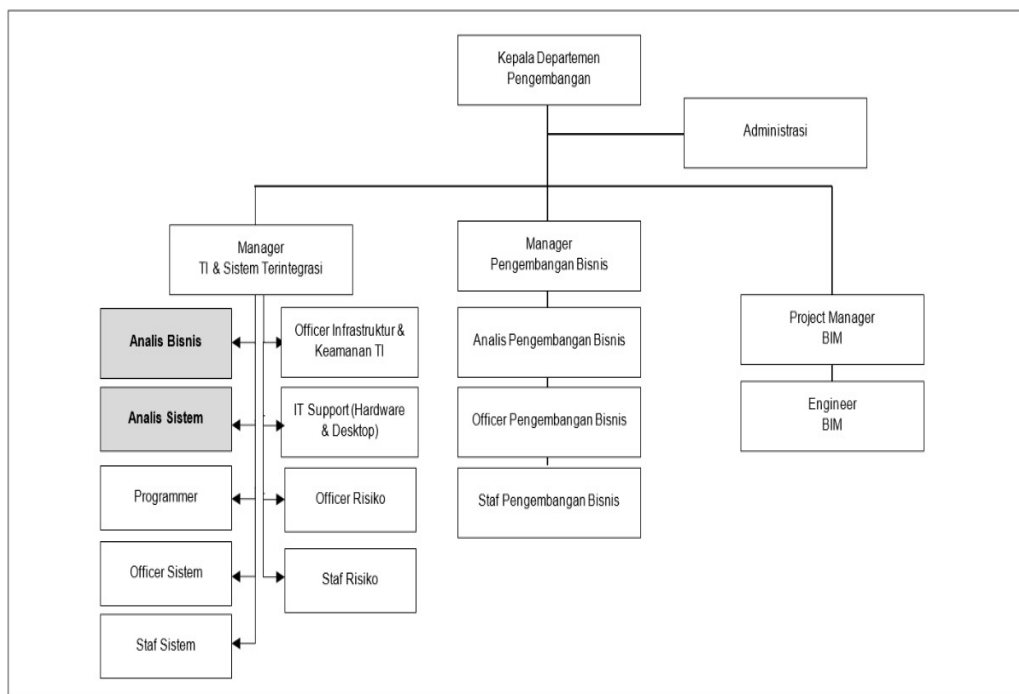 Kepala Departemen
Pengembangan
Administrasi
Manager
TI & Sistem Terintegrasi
Manager
Pengembangan Bisnis
Project Manager
BIM
Analis Bisnis
Officer Infrastruktur &
Keamanan TI
Analis Pengembangan Bisnis
Engineer
BIM
Analis Sistem
IT Support (Hardware
& Desktop)
Officer Pengembangan Bisnis
Programmer
Officer Risiko
Staf Pengembangan Bisnis
Officer Sistem
Staf Risiko
Staf Sistem